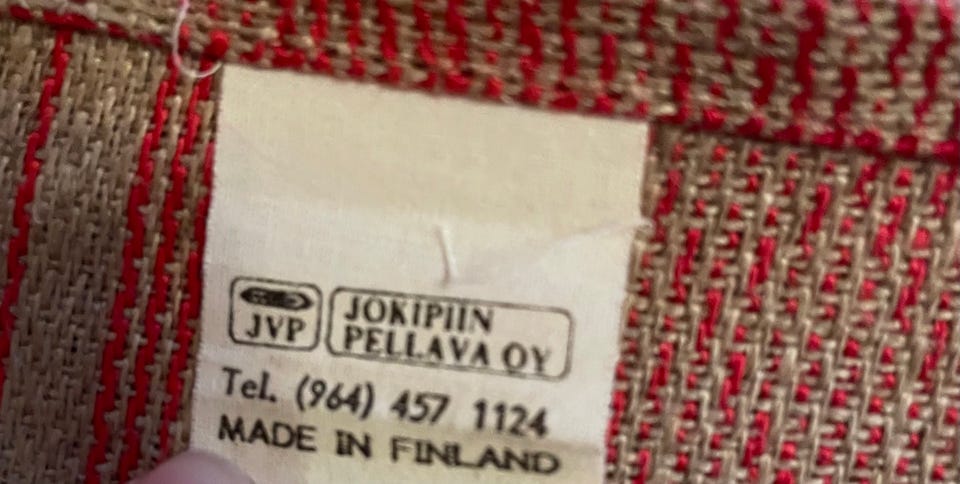 JVP
JOKIPIIN
PELLAVA OY
Tel. (964) 457 1124
MADE IN FINLAND